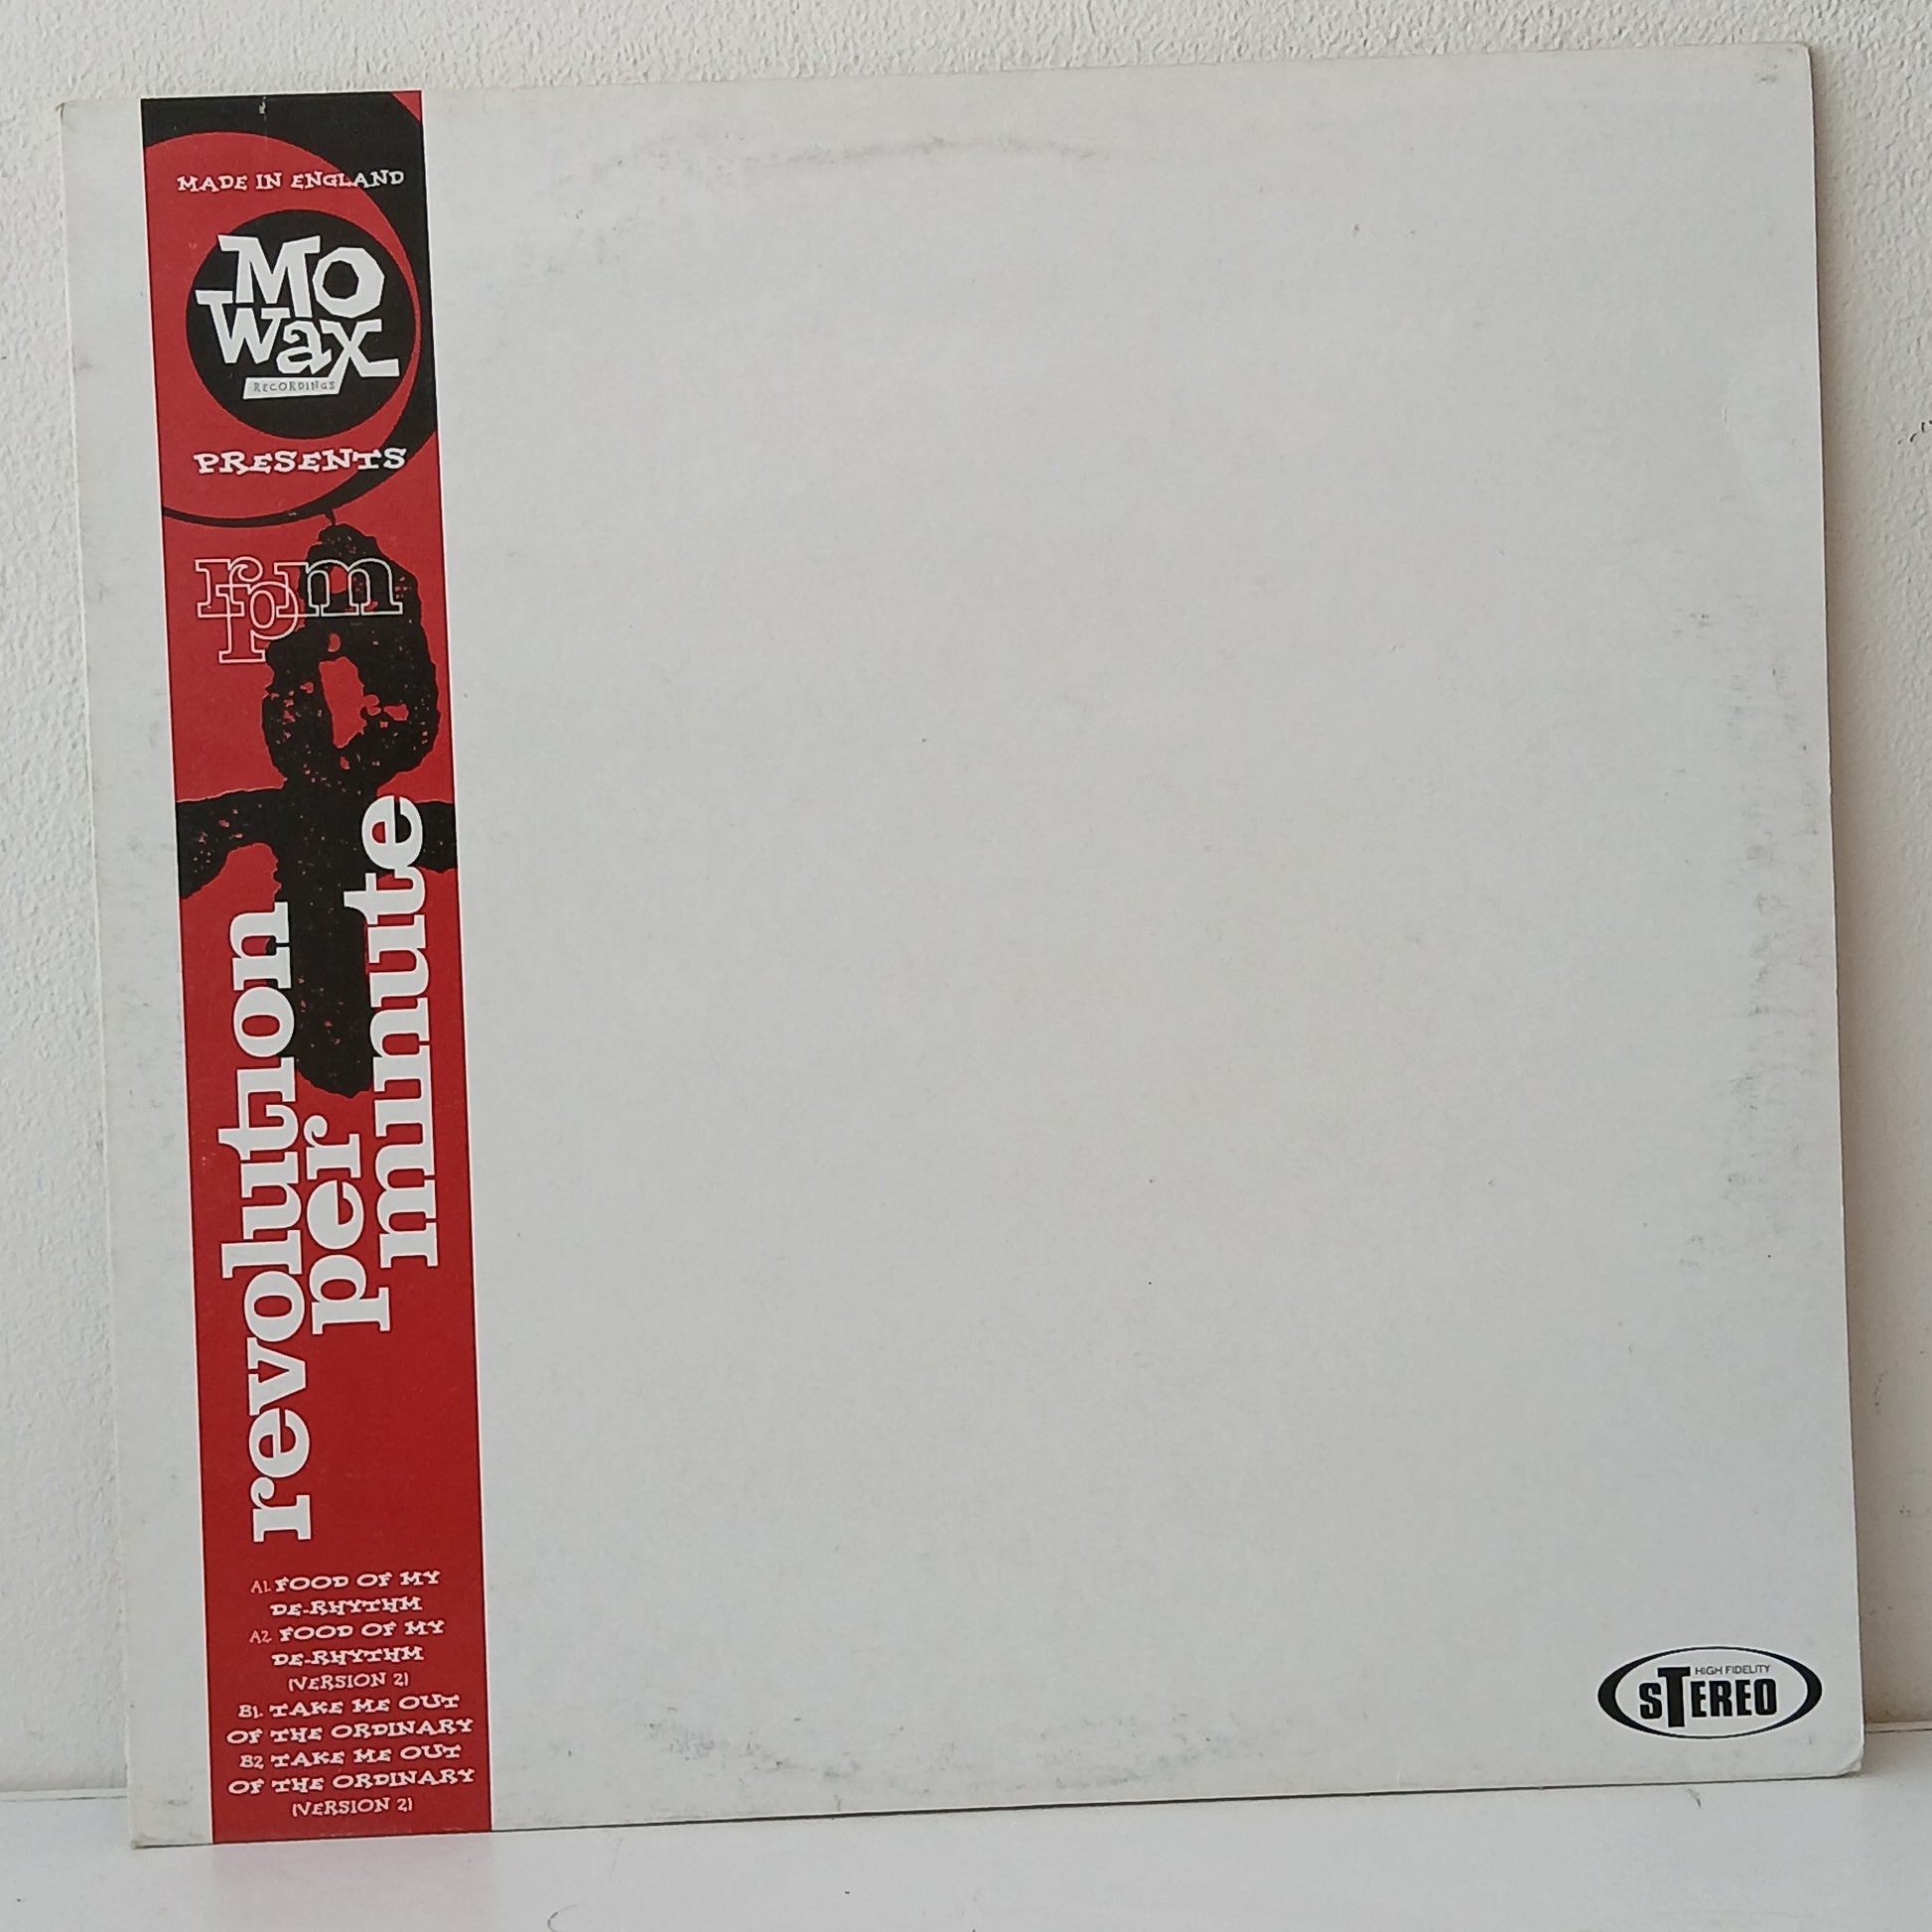 MADE IN ENGLAND
MO
WAX
RECORDINGS
PRESENTS
rpm
revolution
per
minute
A1. FOOD OF MY
DE-RHYTHM
A2 FOOD OF MY
DE-RHYTHM
(VERSION 2)
B1. TAKE ME OUT
OF THE ORDINARY
B2 TAKE ME OUT
OF THE ORDINARY
(VERSION 2)
HIGH FIDELITY
STEREO